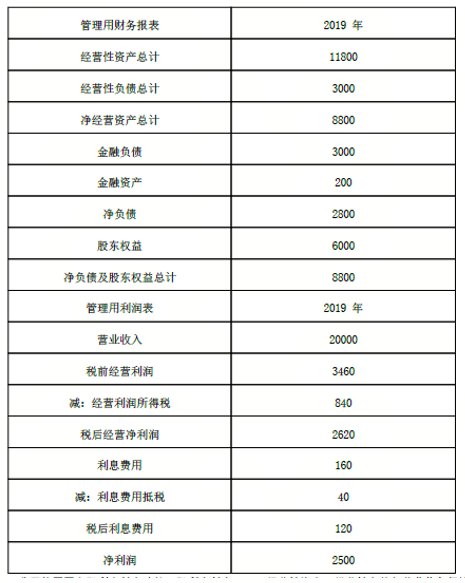 管理用财务报表 2019 年
经营性资产总计 11800
经营性负债总计 3000
净经营资产总计 8800
金融负债 3000
金融资产 200
净负债 2800
股东权益 6000
净负债及股东权益总计 8800
管理用利润表 2019 年
营业收入 20000
税前经营利润 3460
减：经营利润所得税 840
税后经营净利润 2620
利息费用 160
减：利息费用抵税 40
税后利息费用 120
净利润 2500